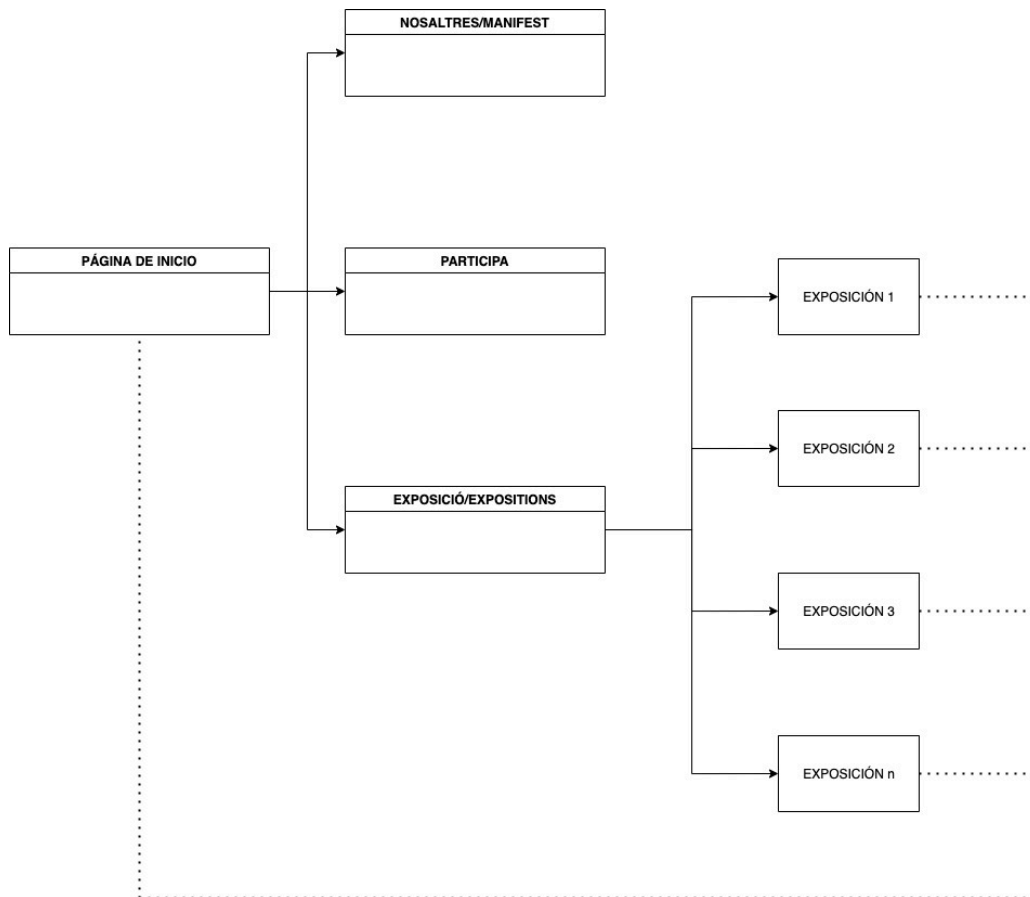 NOSALTRES/MANIFEST
PÁGINA DE INICIO
PARTICIPA
EXPOSICIÓN 1
EXPOSICIÓN 2
EXPOSICIÓ/EXPOSITIONS
EXPOSICIÓN 3
EXPOSICIÓN n